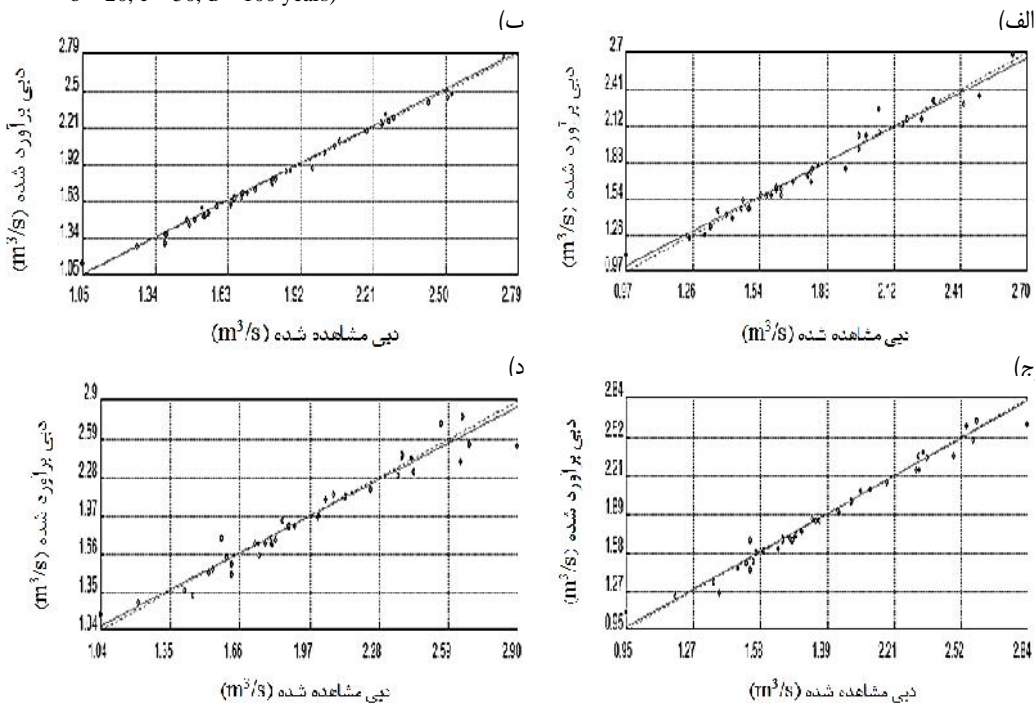 20, c = 50, d = 100 years)
الف)
دبی برآورد شده (m³/s)
2.7
2.41
2.12
1.83
1.54
1.26
0.97
0.97 1.26 1.54 1.83 2.12 2.41 2.70
دبی مشاهده شده (m³/s)
ب)
دبی برآورد شده (m³/s)
2.79
2.5
2.21
1.92
1.63
1.34
1.05
1.05 1.34 1.63 1.92 2.21 2.50 2.79
دبی مشاهده شده (m³/s)
ج)
دبی برآورد شده (m³/s)
2.84
2.52
2.21
1.89
1.58
1.27
0.95
0.95 1.27 1.58 1.89 2.21 2.52 2.84
دبی مشاهده شده (m³/s)
د)
دبی برآورد شده (m³/s)
2.9
2.59
2.28
1.97
1.66
1.35
1.04
1.04 1.35 1.66 1.97 2.28 2.59 2.90
دبی مشاهده شده (m³/s)